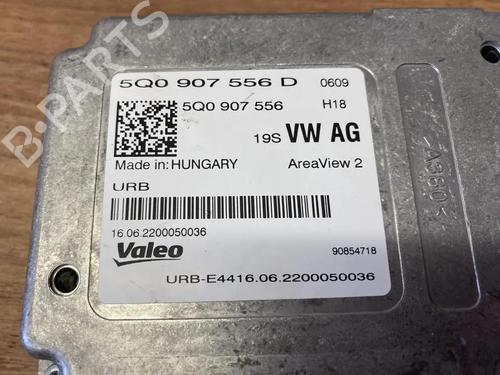 5Q0 907 556 D 0609
5Q0 907 556 H18
19S VW AG
Made in: HUNGARY AreaView 2
URB
16.06.2200050036
Valeo 90854718
URB-E4416.06.2200050036
B-PARTS